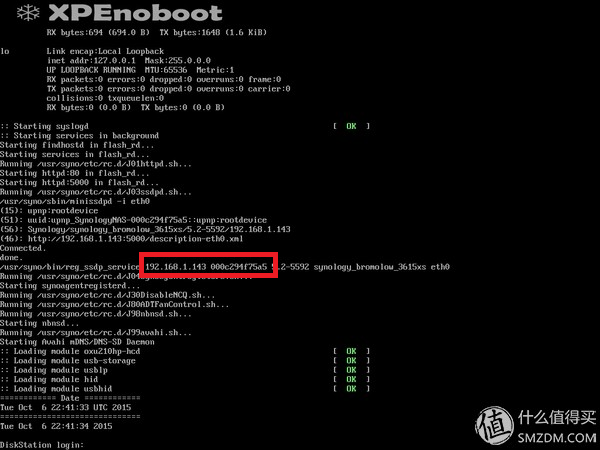 XPEnoboot
RX bytes:694 (694.0 B)  TX bytes:1648 (1.6 KiB)
lo        Link encap:Local Loopback
inet addr:127.0.0.1  Mask:255.0.0.0
UP LOOPBACK RUNNING  MTU:65536  Metric:1
RX packets:0 errors:0 dropped:0 overruns:0 frame:0
TX packets:0 errors:0 dropped:0 overruns:0 carrier:0
collisions:0 txqueuelen:0
RX bytes:0 (0.0 B)  TX bytes:0 (0.0 B)
:: Starting syslogd [ OK ]
:: Starting services in background
Starting findhostd in flash_rd...
Starting services in flash_rd...
Running /usr/syno/etc/rc.d/J01httpd.sh...
Starting httpd:80 in flash_rd...
Starting httpd:5000 in flash_rd...
Running /usr/syno/etc/rc.d/J03ssdpd.sh...
/usr/syno/sbin/minissdpd -i eth0
(15): upnp:rootdevice
(51): uuid:upnp_SynologyNAS-000c294f75a5::upnp:rootdevice
(56): Synology/synology_bromolow_3615xs/5.2-5592/192.168.1.143
(46): http://192.168.1.143:5000/description-eth0.xml
Connected.
done.
/usr/syno/bin/reg_ssdp_service 192.168.1.143 000c294f75a5 5.2-5592 synology_bromolow_3615xs eth0
Running /usr/syno/etc/rc.d/
Starting synoagentregisterd...
Running /usr/syno/etc/rc.d/J30DisableNCQ.sh...
Running /usr/syno/etc/rc.d/J80ADTFanControl.sh...
Running /usr/syno/etc/rc.d/J98nbnsd.sh...
Starting nbnsd...
Running /usr/syno/etc/rc.d/J99avahi.sh...
Starting Avahi mDNS/DNS-SD Daemon
:: Loading module oxu210hp-hcd [ OK ]
:: Loading module usb-storage [ OK ]
:: Loading module usblp [ OK ]
:: Loading module hid [ OK ]
:: Loading module usbhid [ OK ]
============ Date ============
Tue Oct  6 22:41:33 UTC 2015
==============================
Tue Oct  6 22:41:34 2015
DiskStation login:
值 什么值得买
SMZDM.COM